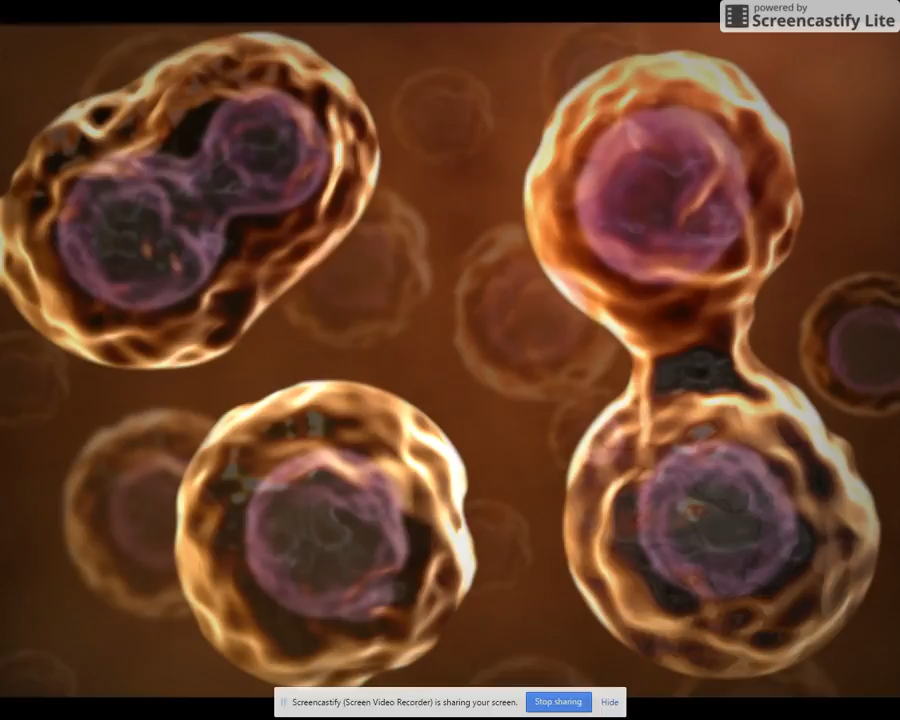 powered by
Screencastify Lite
Screencastify (Screen Video Recorder) is sharing your screen. Stop sharing Hide